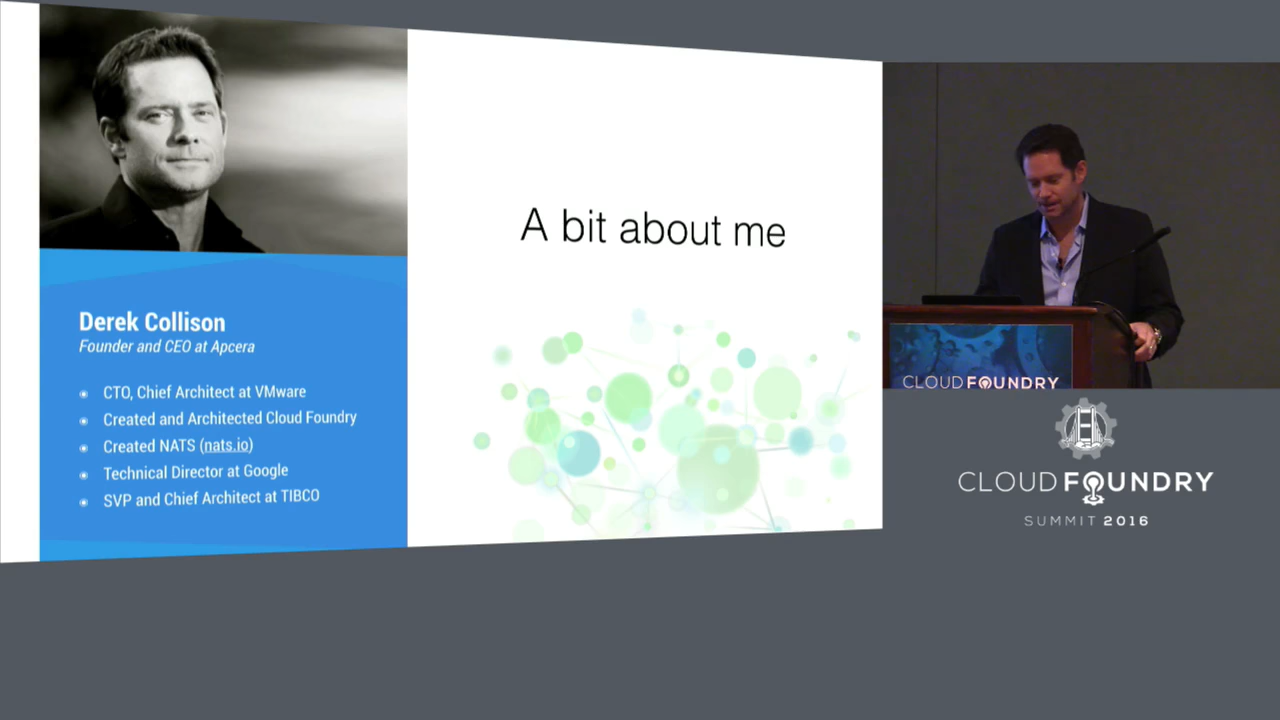 A bit about me
Derek Collison
Founder and CEO at Apcera
CTO, Chief Architect at VMware
Created and Architected Cloud Foundry
Created NATS (nats.io)
Technical Director at Google
SVP and Chief Architect at TIBCO
CLOUD FOUNDRY
CLOUD FOUNDRY
SUMMIT 2016